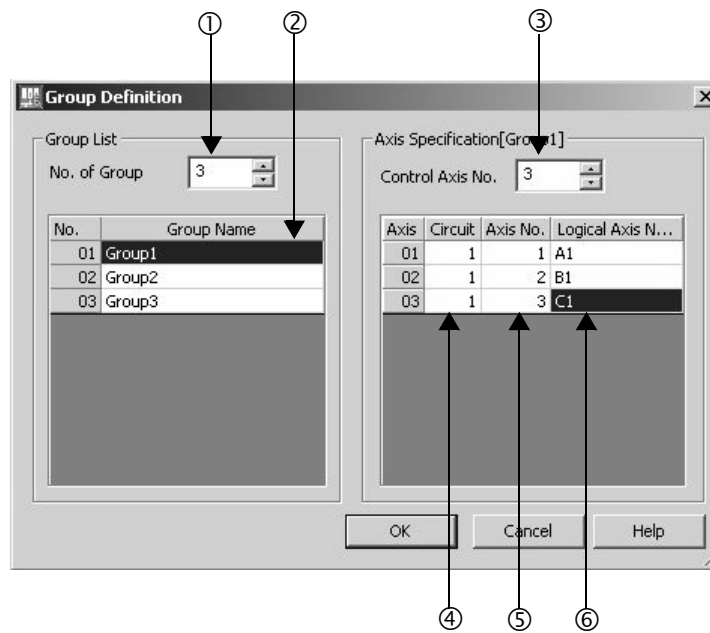 ① ② ③
Group Definition
Group List
No. of Group 3
No. Group Name
01 Group1
02 Group2
03 Group3
Axis Specification[Group1]
Control Axis No. 3
Axis Circuit Axis No. Logical Axis N...
01 1 1 A1
02 1 2 B1
03 1 3 C1
OK Cancel Help
④ ⑤ ⑥